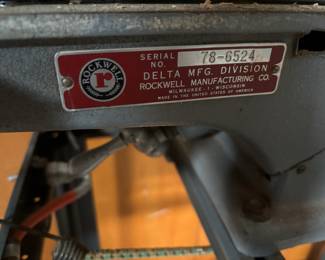 SERIAL NO. 78-6524
ROCKWELL
r
DELTA MFG. DIVISION
ROCKWELL MANUFACTURING CO.
MILWAUKEE · 1 · WISCONSIN
MADE IN THE UNITED STATES OF AMERICA